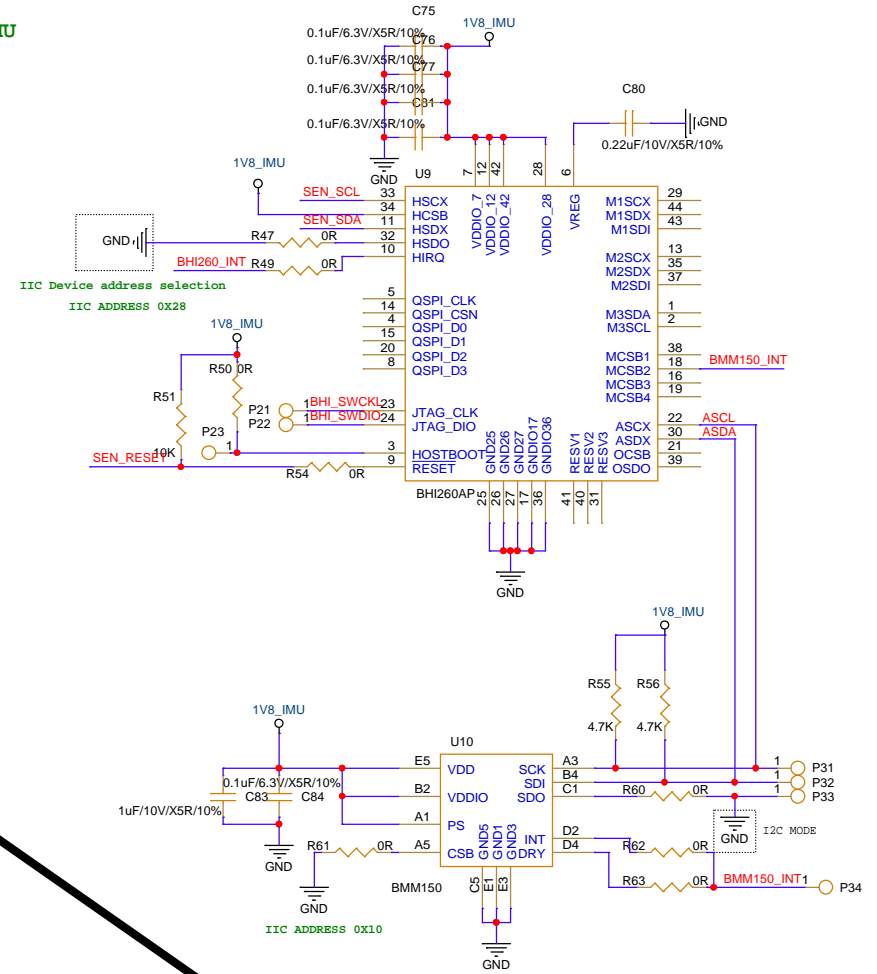 MU
C75
0.1uF/6.3V/X5R/10%
C76
0.1uF/6.3V/X5R/10%
C77
0.1uF/6.3V/X5R/10%
C81
0.1uF/6.3V/X5R/10%
1V8_IMU
C80
GND
0.22uF/10V/X5R/10%
GND
U9
1V8_IMU
7
12
42
28
6
VDDIO_7
VDDIO_12
VDDIO_42
VDDIO_28
VREG
SEN_SCL 33 HSCX
34 HCSB
SEN_SDA 11 HSDX
GND R47 0R 32 HSDO
BHI260_INT R49 0R 10 HIRQ
IIC Device address selection
IIC ADDRESS 0X28
5 QSPI_CLK
14 QSPI_CSN
4 QSPI_D0
15 QSPI_D1
20 QSPI_D2
8 QSPI_D3
1V8_IMU
R50 0R
R51
10K
P21 1 BHI_SWCKL 23 JTAG_CLK
P22 1 BHI_SWDIO 24 JTAG_DIO
P23 1 3 HOSTBOOT
SEN_RESET R54 0R 9 RESET
M1SCX 29
M1SDX 44
M1SDI 43
M2SCX 13
M2SDX 35
M2SDI 37
M3SDA 1
M3SCL 2
MCSB1 38
MCSB2 18 BMM150_INT
MCSB3 16
MCSB4 19
ASCX 22 ASCL
ASDX 30 ASDA
OCSB 21
OSDO 39
GND25
GND26
GND27
GNDIO17
GNDIO36
RESV1
RESV2
RESV3
BHI260AP
25
26
27
17
36
41
40
31
GND
1V8_IMU
R55
4.7K
R56
4.7K
1V8_IMU
0.1uF/6.3V/X5R/10%
C83 C84
1uF/10V/X5R/10%
GND
U10
E5 VDD
B2 VDDIO
A1 PS
R61 0R A5 CSB
GND
SCK A3 1 P31
SDI B4 1 P32
SDO C1 R60 0R 1 P33
GND
I2C MODE
INT D2 R62 0R
DRY D4 R63 0R BMM150_INT 1 P34
GND5
GND1
GND3
BMM150
C5
E1
E3
IIC ADDRESS 0X10
GND